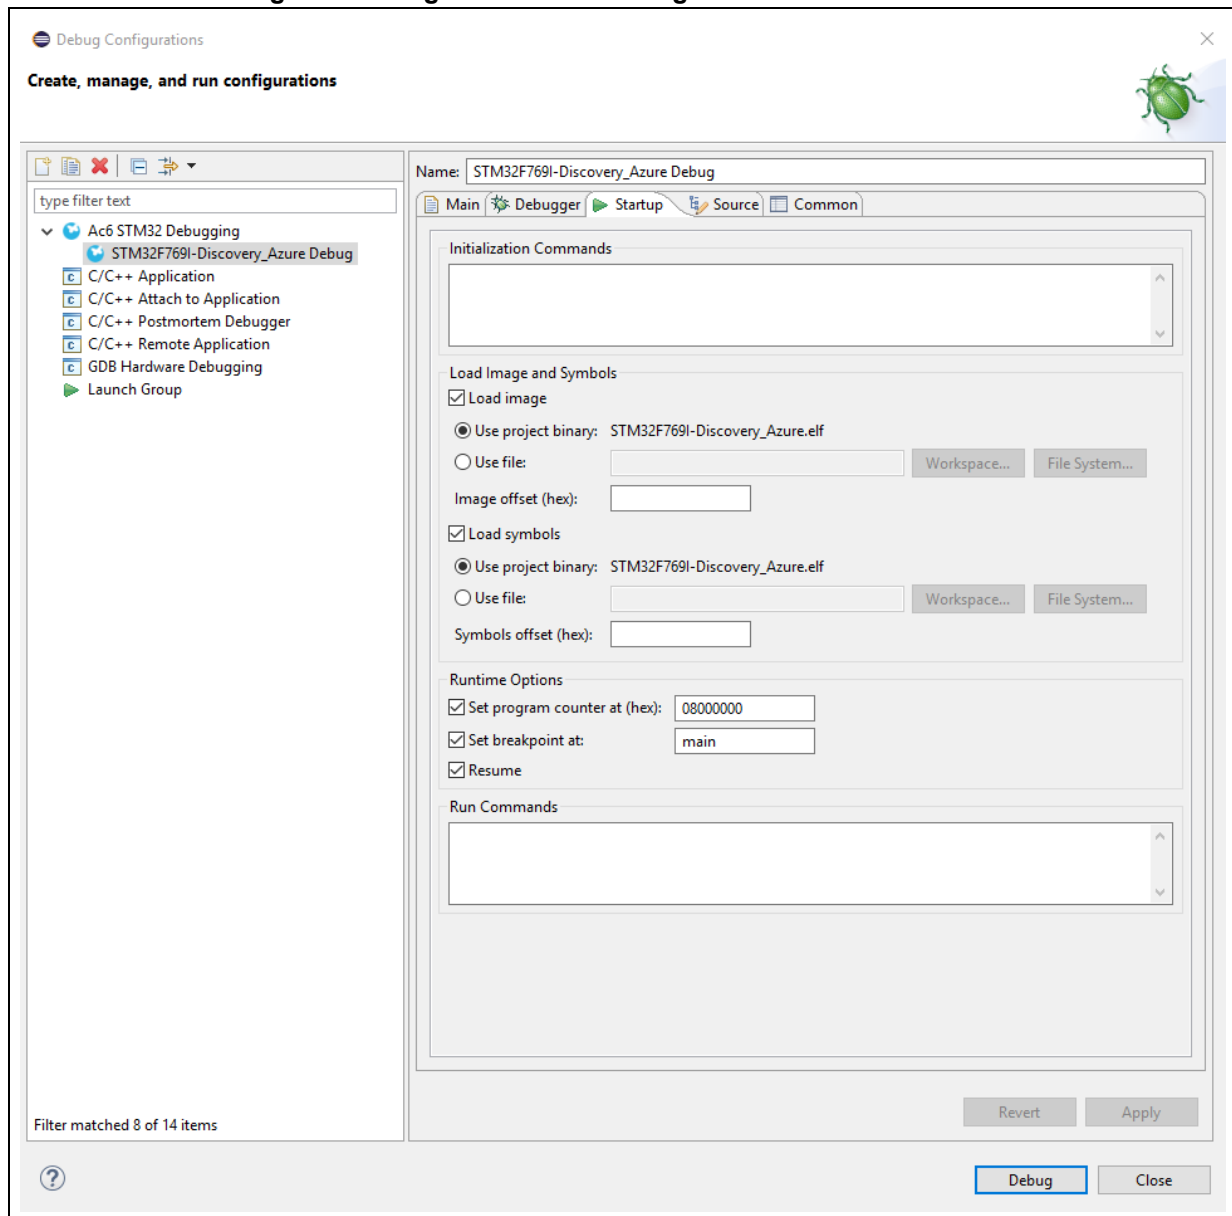 Debug Configurations
Create, manage, and run configurations
type filter text
Ac6 STM32 Debugging
STM32F769I-Discovery_Azure Debug
C/C++ Application
C/C++ Attach to Application
C/C++ Postmortem Debugger
C/C++ Remote Application
GDB Hardware Debugging
Launch Group
Filter matched 8 of 14 items
Name: STM32F769I-Discovery_Azure Debug
Main Debugger Startup Source Common
Initialization Commands
Load Image and Symbols
Load image
Use project binary: STM32F769I-Discovery_Azure.elf
Use file: Workspace... File System...
Image offset (hex):
Load symbols
Use project binary: STM32F769I-Discovery_Azure.elf
Use file: Workspace... File System...
Symbols offset (hex):
Runtime Options
Set program counter at (hex): 08000000
Set breakpoint at: main
Resume
Run Commands
Revert Apply
Debug Close